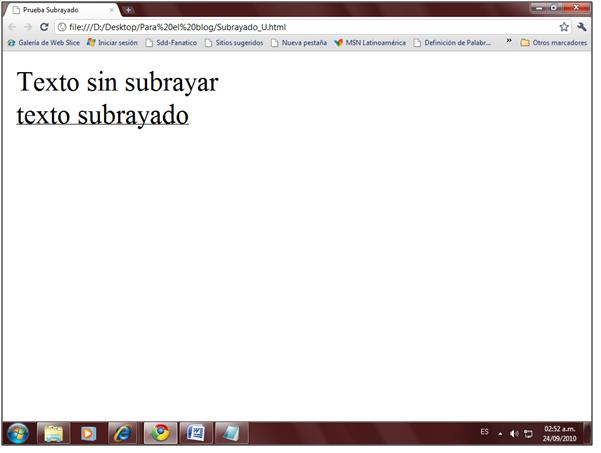 Prueba Subrayado
file:///D:/Desktop/Para%20el%20blog/Subrayado_U.html
Galería de Web Slice Iniciar sesión Sdd-Fanatico Sitios sugeridos Nueva pestaña MSN Latinoamérica Definición de Palabr... » Otros marcadores
Texto sin subrayar
texto subrayado
ES
02:52 a.m.
24/09/2010